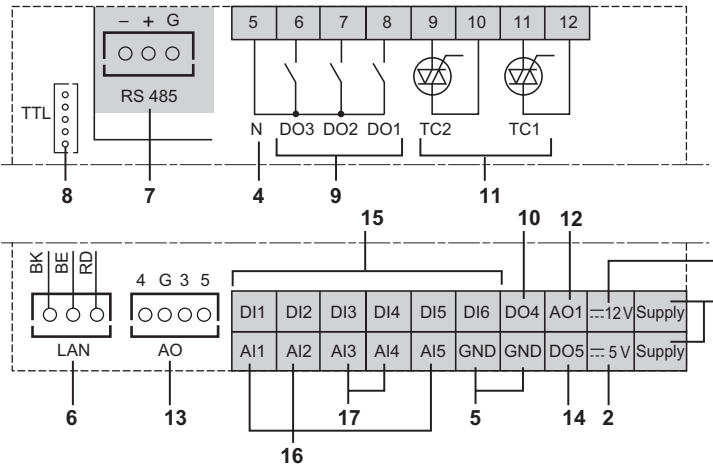 – + G
5 6 7 8 9 10 11 12
RS 485
TTL
N DO3 DO2 DO1 TC2 TC1
8 7 4 9 11
15 10 12
BK BE RD
4 G 3 5
DI1 DI2 DI3 DI4 DI5 DI6 DO4 AO1 ⎓12 V Supply
LAN AO
AI1 AI2 AI3 AI4 AI5 GND GND DO5 ⎓ 5 V Supply
6 13 17 5 14 2
16